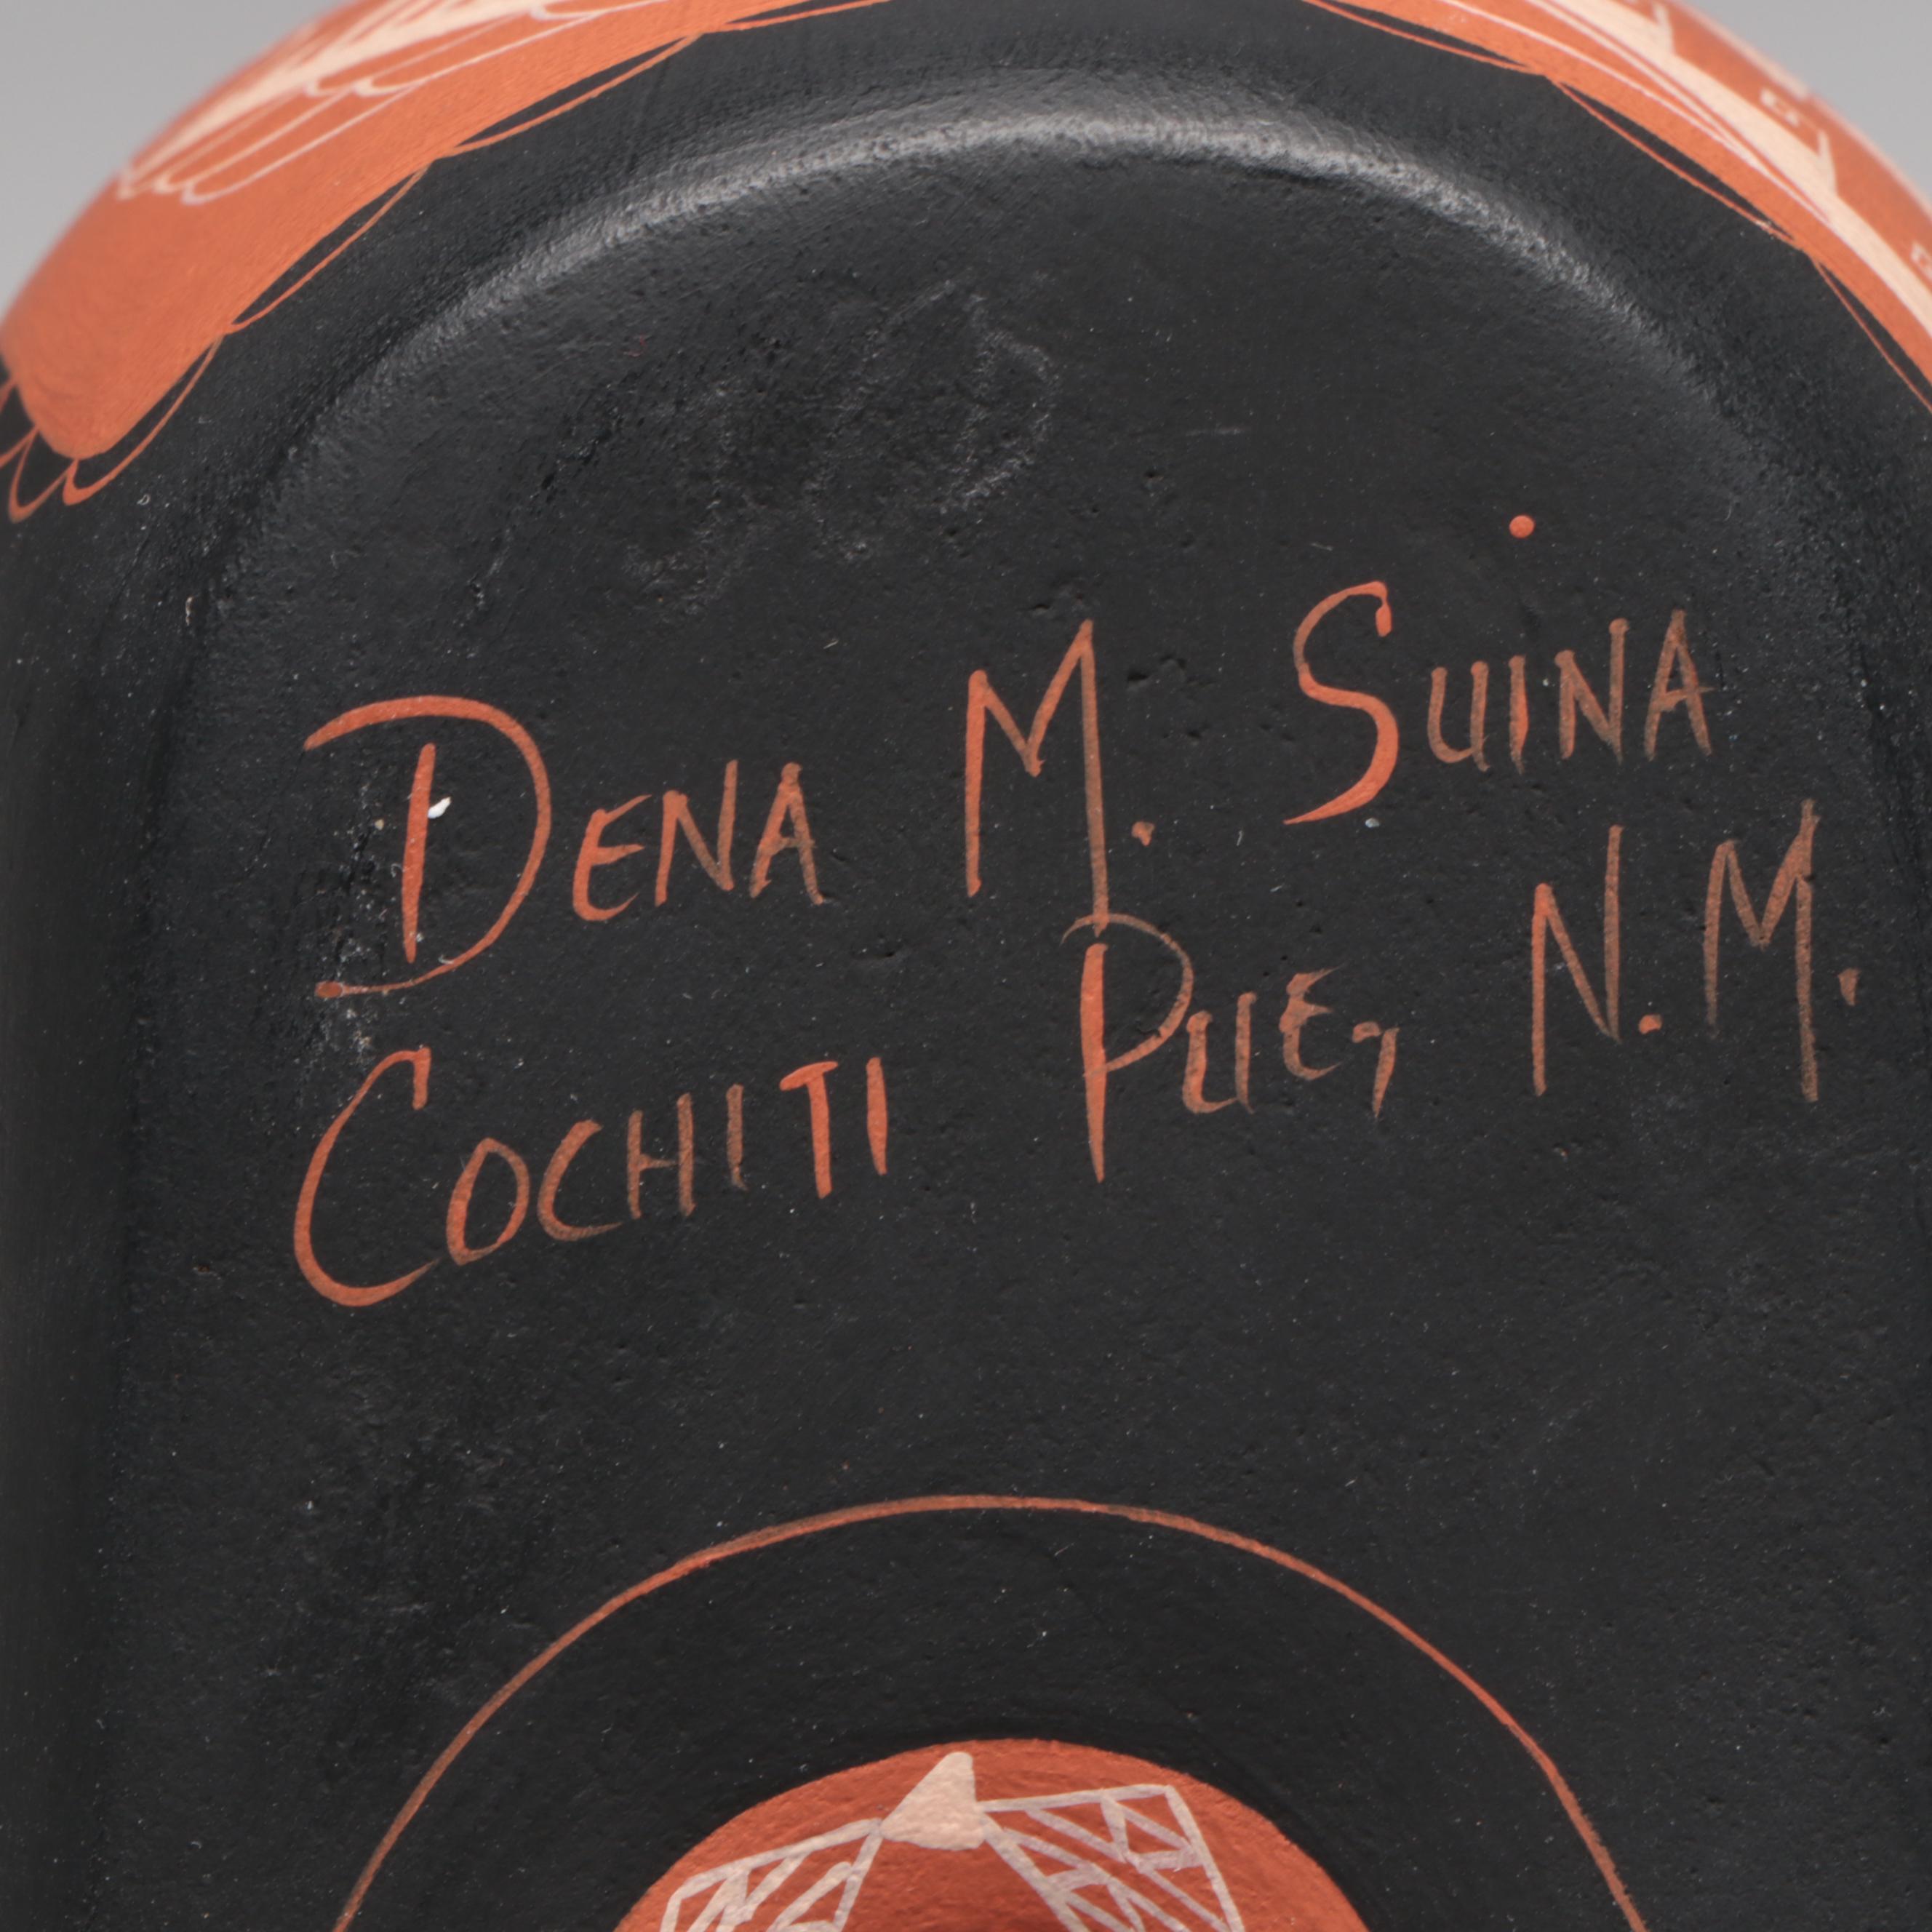 DENA M. SUINA
COCHITI PUE, N.M.